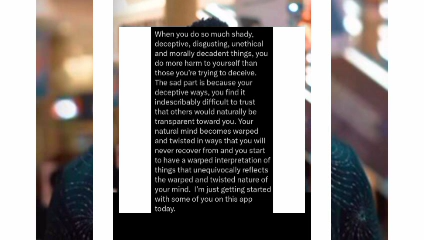 When you do so much shady,
deceptive, disgusting, unethical
and morally decadent things, you
do more harm to yourself than
those you're trying to deceive.
The sad part is because your
deceptive ways, you find it
indescribably difficult to trust
that others would naturally be
transparent toward you. Your
natural mind becomes warped
and twisted in ways that you will
never recover from and you start
to have a warped interpretation of
things that unequivocally reflects
the warped and twisted nature of
your mind. I'm just getting started
with some of you on this app
today.